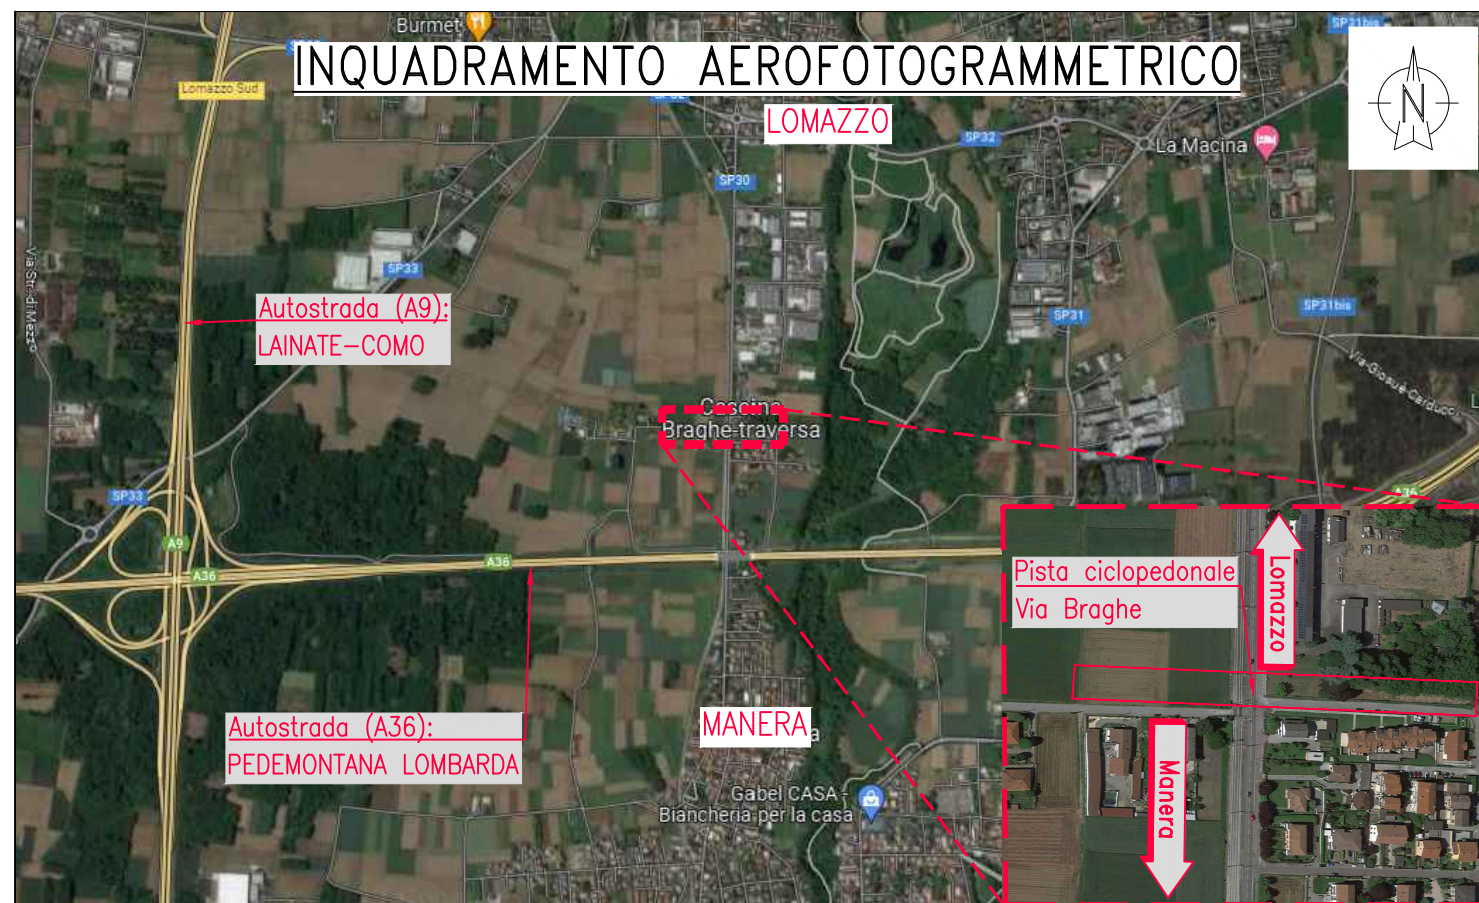 Burmet
SP31bis
INQUADRAMENTO AEROFOTOGRAMMETRICO
Lomazzo Sud
LOMAZZO
N
SP32
La Macina
SP30
Via Str. di Mezzo
SP33
Autostrada (A9):
LAINATE-COMO
SP31
SP31bis
Via Giosuè Carducci
Cascina
Braghe-traversa
SP33
A9
A36
A36
A36
Pista ciclopedonale
Via Braghe
Lomazzo
Autostrada (A36):
PEDEMONTANA LOMBARDA
MANERA
Manera
Gabel CASA -
Biancheria per la casa